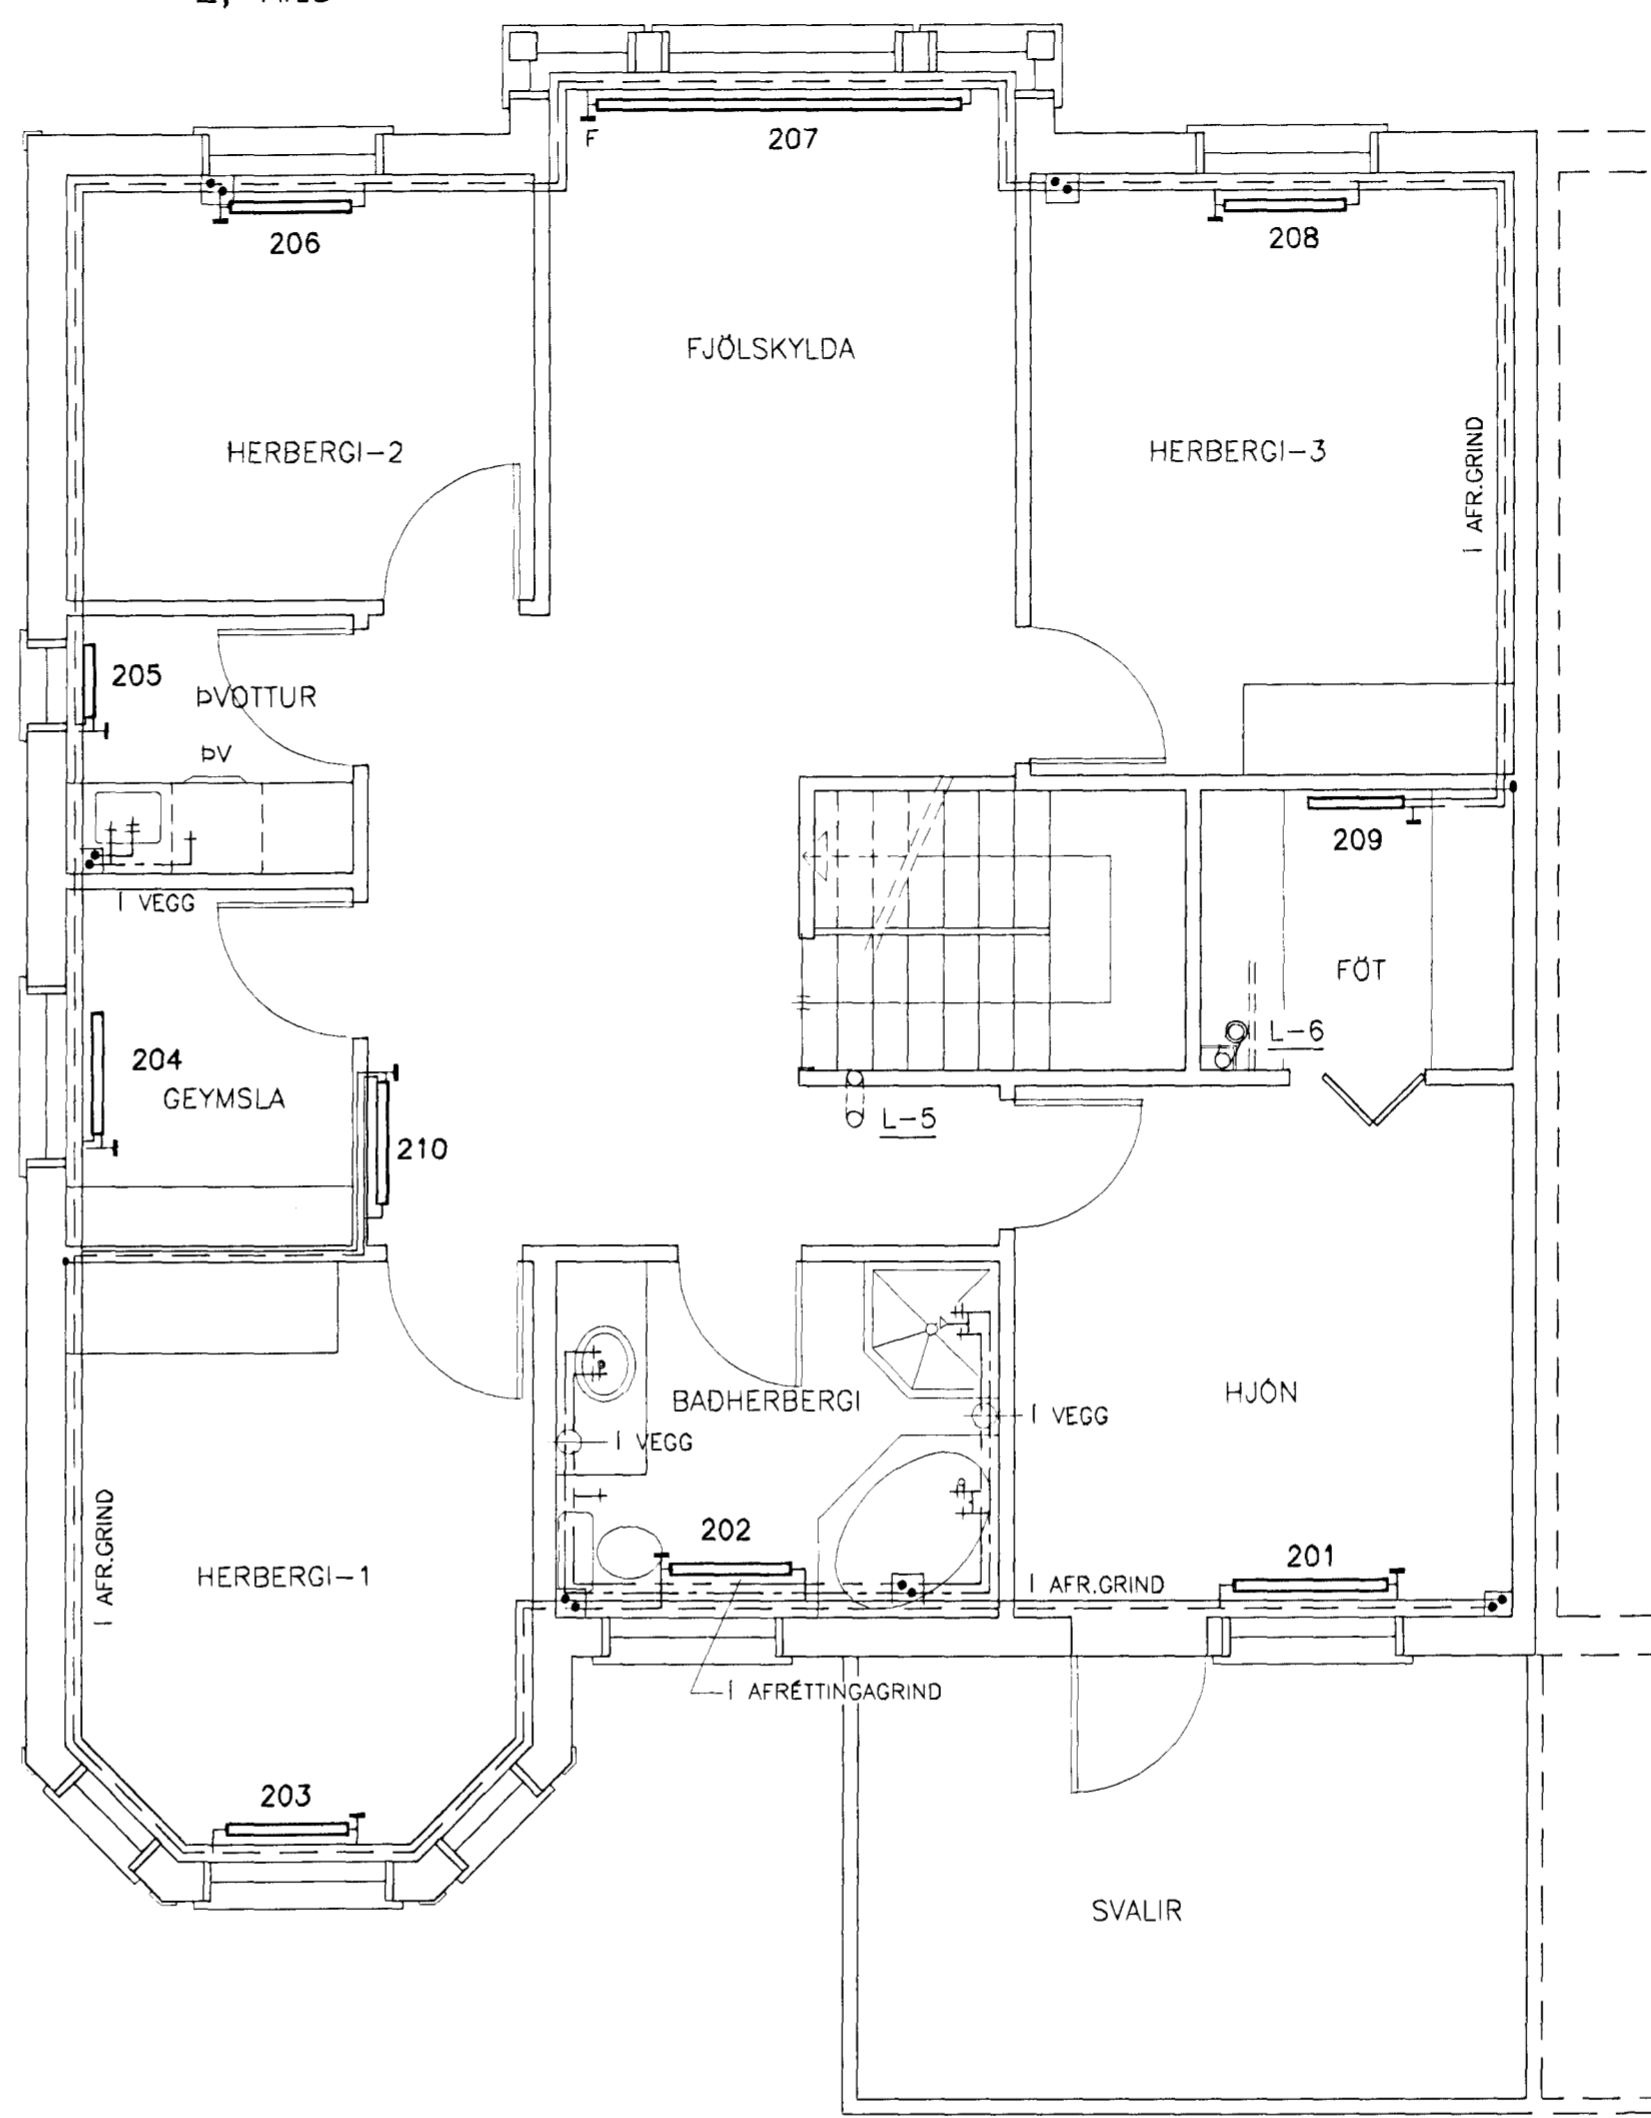 F
207
206
208
FJÖLSKYLDA
HERBERGI-2
HERBERGI-3
Í AFR.GRIND
205
ÞVOTTUR
ÞV
209
Í VEGG
FÖT
L-6
204
GEYMSLA
L-5
210
HJÓN
BAÐHERBERGI
Í VEGG
Í VEGG
Í AFR.GRIND
202
201
HERBERGI-1
Í AFR.GRIND
Í AFRÉTTINGAGRIND
203
SVALIR